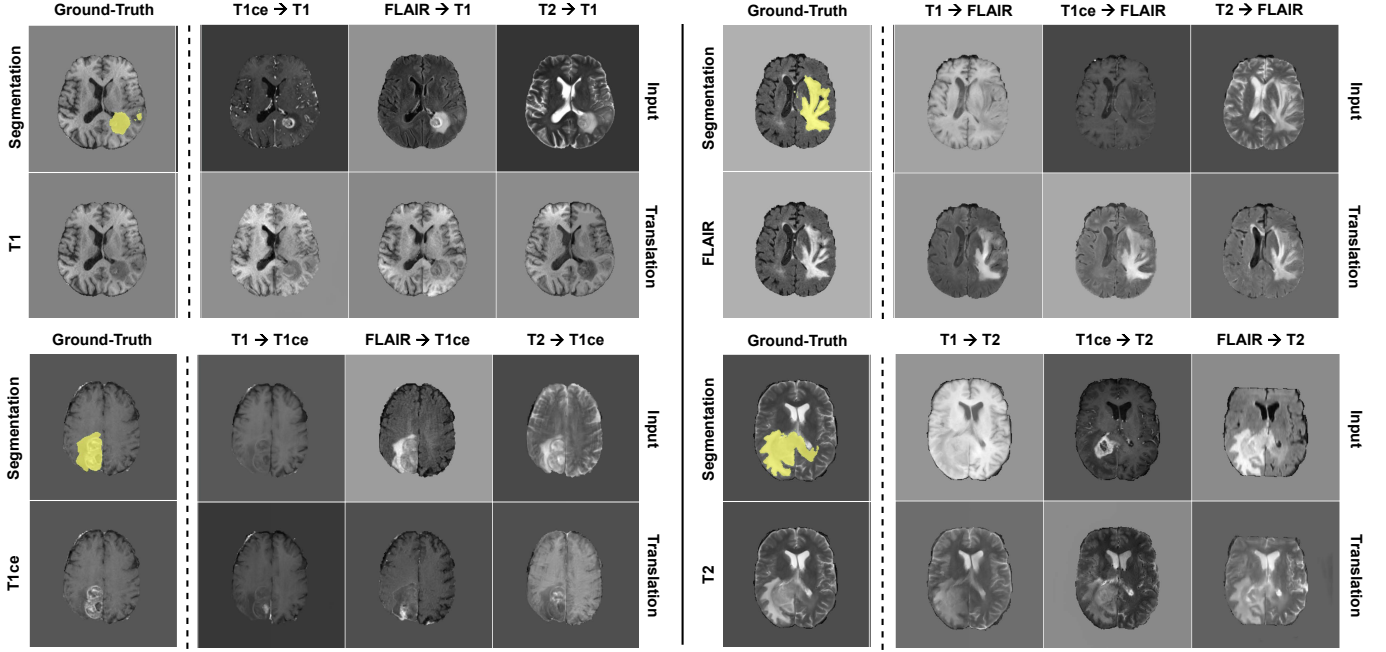 Ground-Truth T1ce → T1 FLAIR → T1 T2 → T1
Segmentation
Input
T1
Translation
Ground-Truth T1 → FLAIR T1ce → FLAIR T2 → FLAIR
Segmentation
Input
FLAIR
Translation
Ground-Truth T1 → T1ce FLAIR → T1ce T2 → T1ce
Segmentation
Input
T1ce
Translation
Ground-Truth T1 → T2 T1ce → T2 FLAIR → T2
Segmentation
Input
T2
Translation